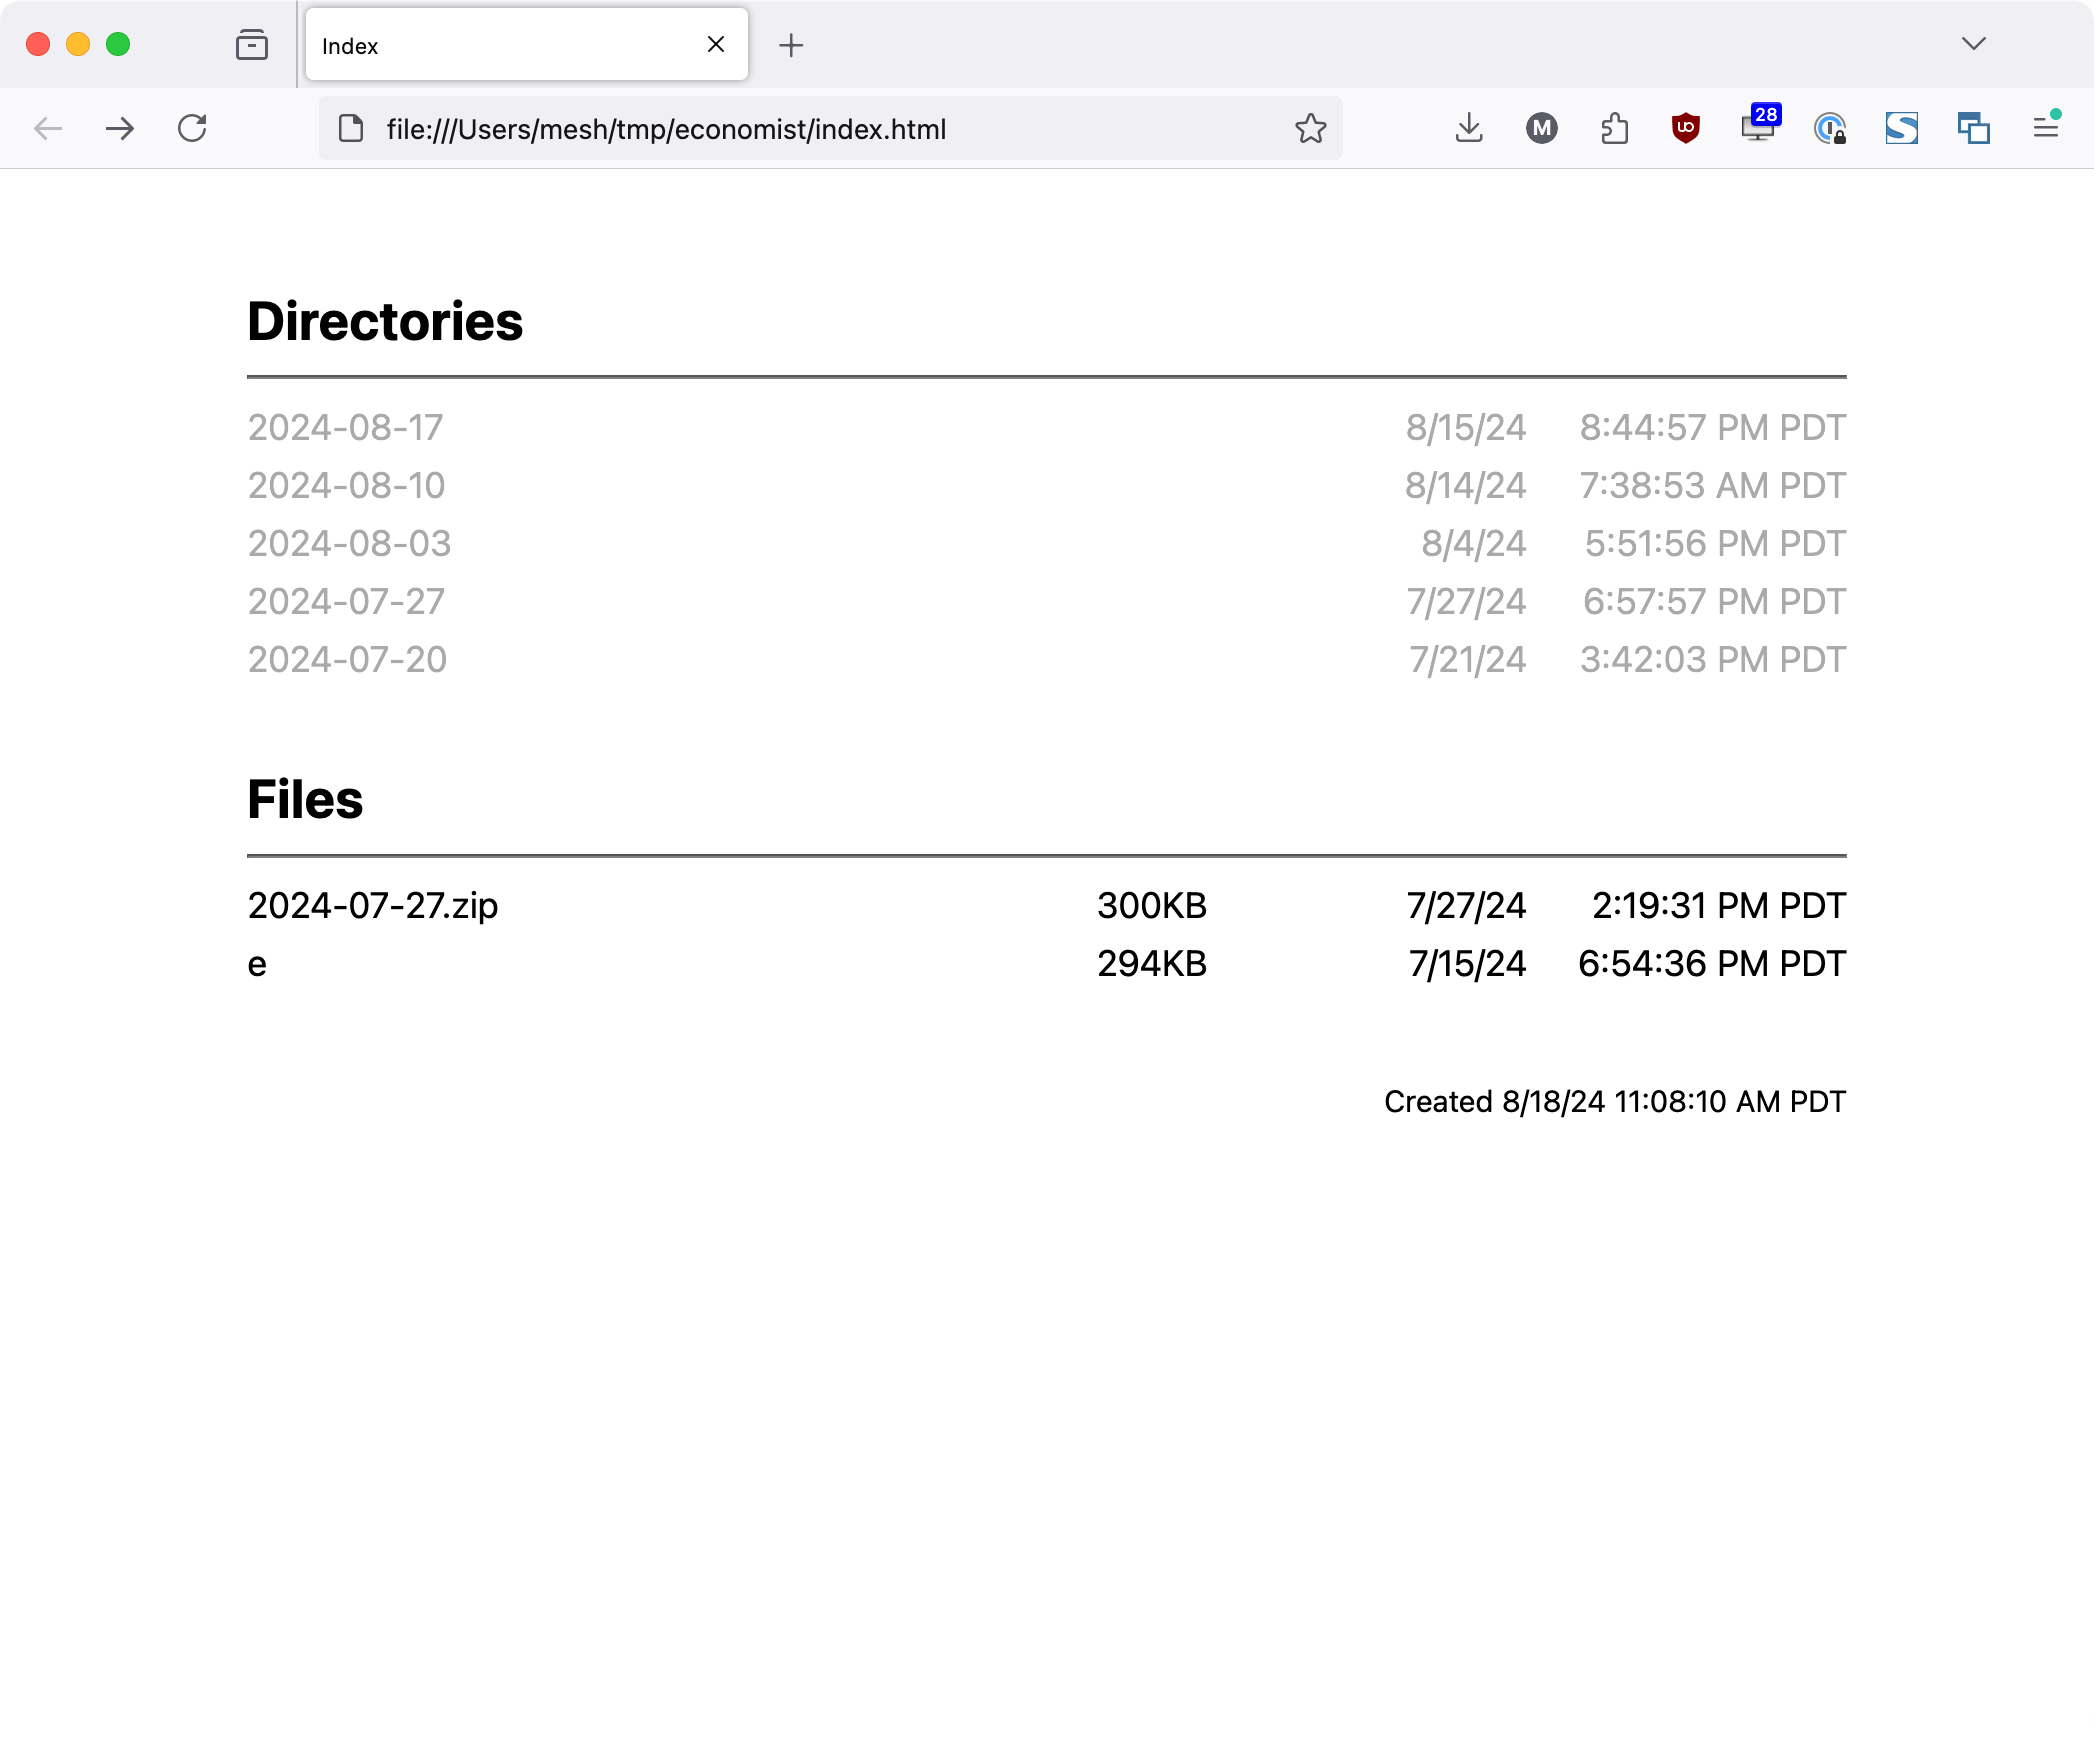 Index
file:///Users/mesh/tmp/economist/index.html
M
UO
28
S
Directories
2024-08-17 8/15/24 8:44:57 PM PDT
2024-08-10 8/14/24 7:38:53 AM PDT
2024-08-03 8/4/24 5:51:56 PM PDT
2024-07-27 7/27/24 6:57:57 PM PDT
2024-07-20 7/21/24 3:42:03 PM PDT
Files
2024-07-27.zip 300KB 7/27/24 2:19:31 PM PDT
e 294KB 7/15/24 6:54:36 PM PDT
Created 8/18/24 11:08:10 AM PDT